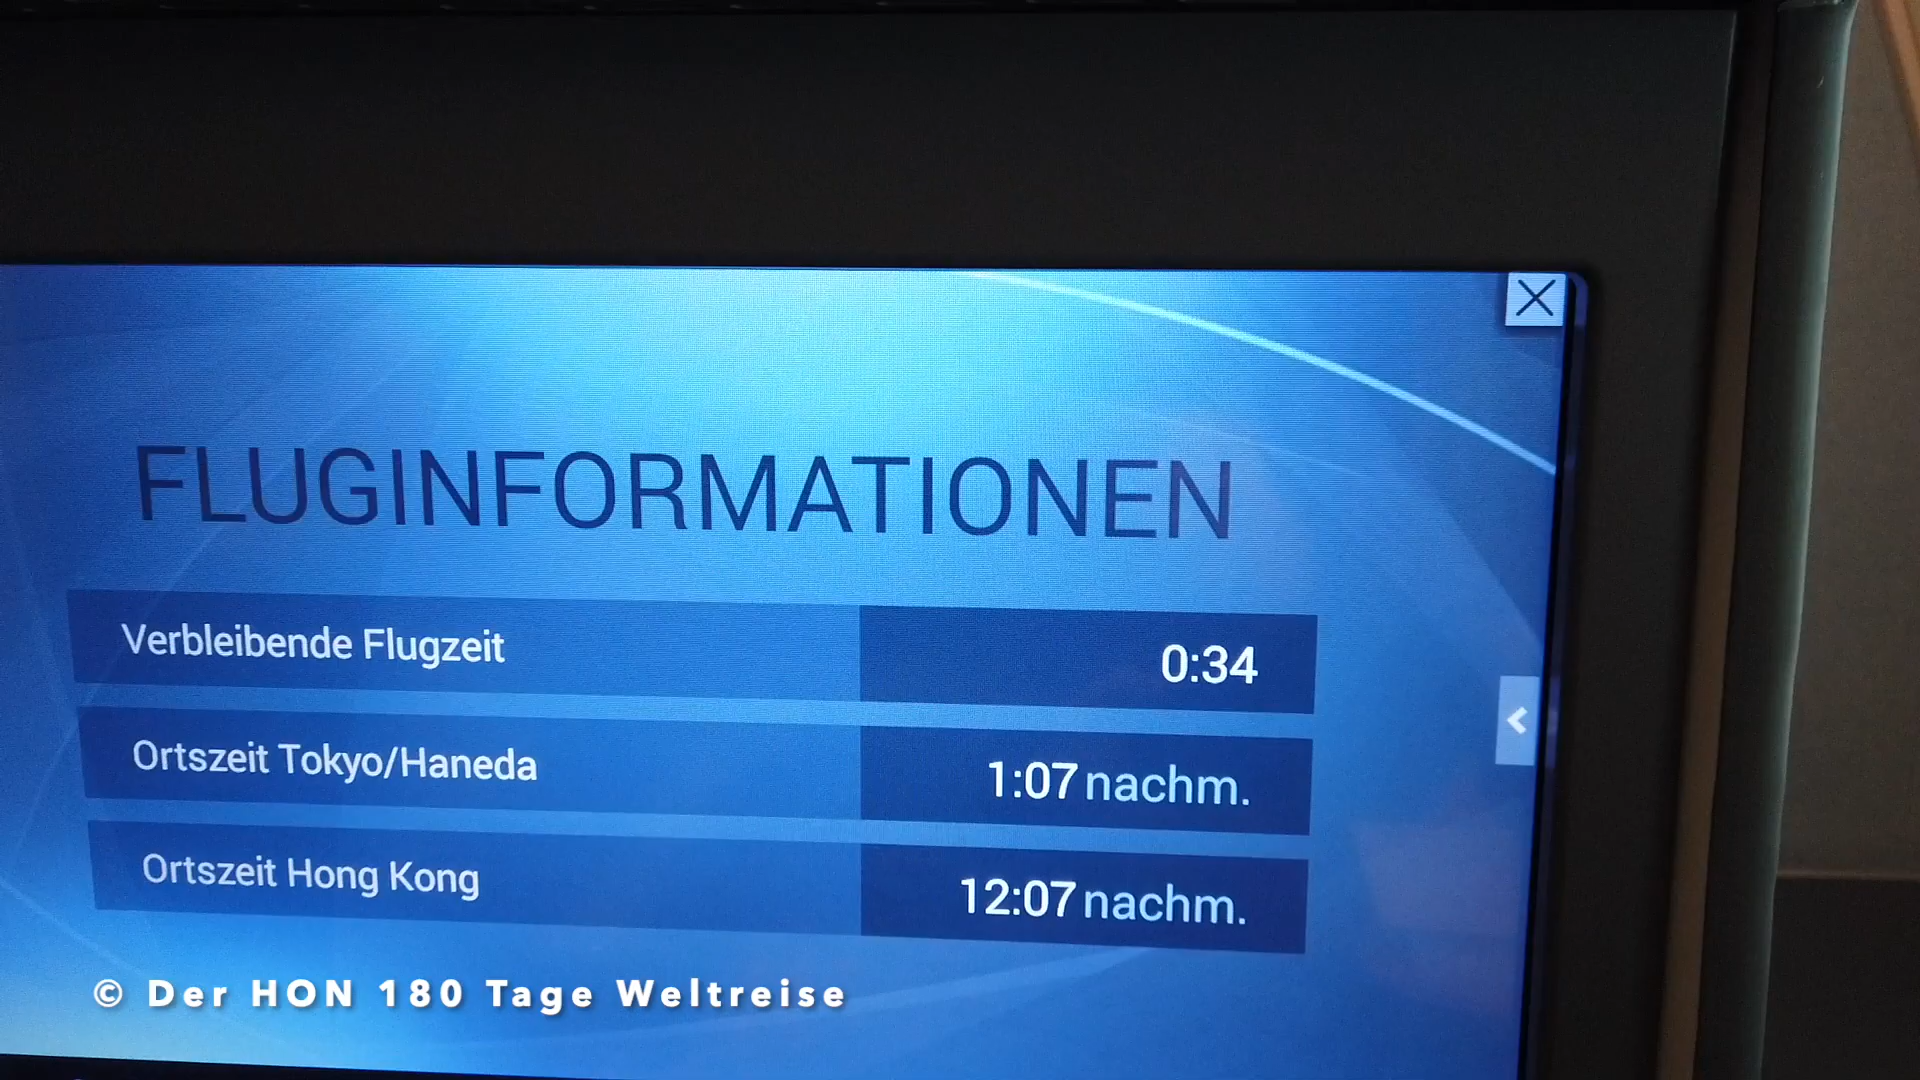 FLUGINFORMATIONEN
Verbleibende Flugzeit 0:34
Ortszeit Tokyo/Haneda 1:07 nachm.
Ortszeit Hong Kong 12:07 nachm.
© Der HON 180 Tage Weltreise